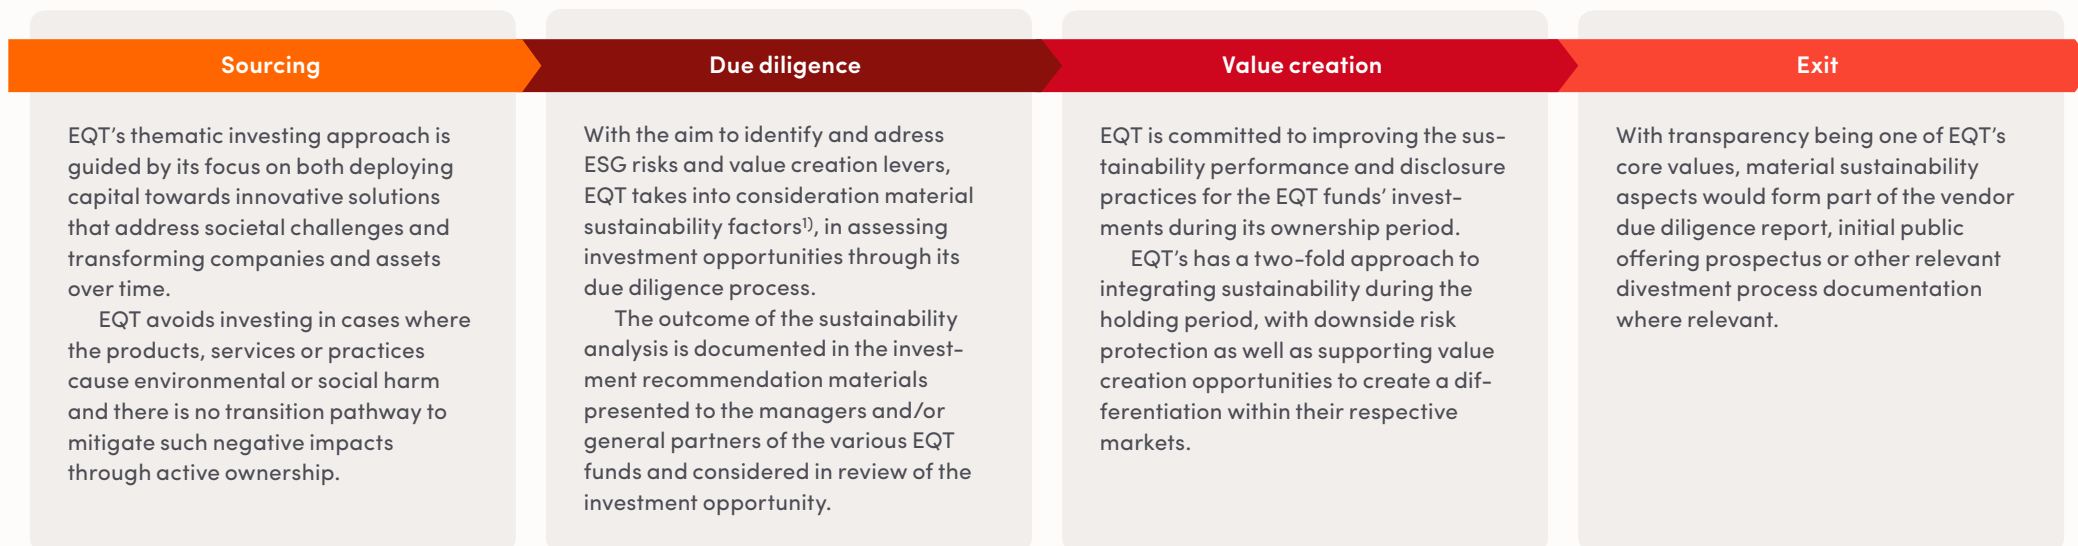 Sourcing
EQT's thematic investing approach is
guided by its focus on both deploying
capital towards innovative solutions
that address societal challenges and
transforming companies and assets
over time.
EQT avoids investing in cases where
the products, services or practices
cause environmental or social harm
and there is no transition pathway to
mitigate such negative impacts
through active ownership.
Due diligence
With the aim to identify and adress
ESG risks and value creation levers,
EQT takes into consideration material
sustainability factors¹⁾, in assessing
investment opportunities through its
due diligence process.
The outcome of the sustainability
analysis is documented in the invest-
ment recommendation materials
presented to the managers and/or
general partners of the various EQT
funds and considered in review of the
investment opportunity.
Value creation
EQT is committed to improving the sus-
tainability performance and disclosure
practices for the EQT funds' invest-
ments during its ownership period.
EQT's has a two-fold approach to
integrating sustainability during the
holding period, with downside risk
protection as well as supporting value
creation opportunities to create a dif-
ferentiation within their respective
markets.
Exit
With transparency being one of EQT's
core values, material sustainability
aspects would form part of the vendor
due diligence report, initial public
offering prospectus or other relevant
divestment process documentation
where relevant.